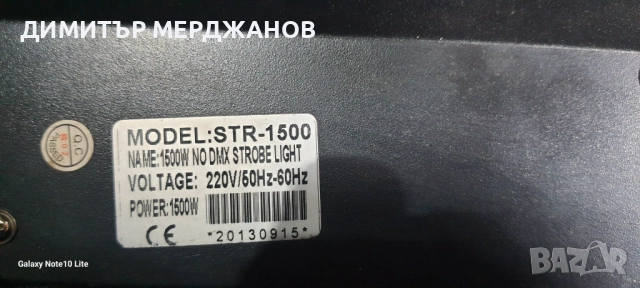 ДИМИТЪР МЕРДЖАНОВ
MODEL:STR-1500
NAME:1500W NO DMX STROBE LIGHT
VOLTAGE: 220V/50Hz-60Hz
POWER:1500W
CE
*20130915*
Galaxy Note10 Lite
BAZAR